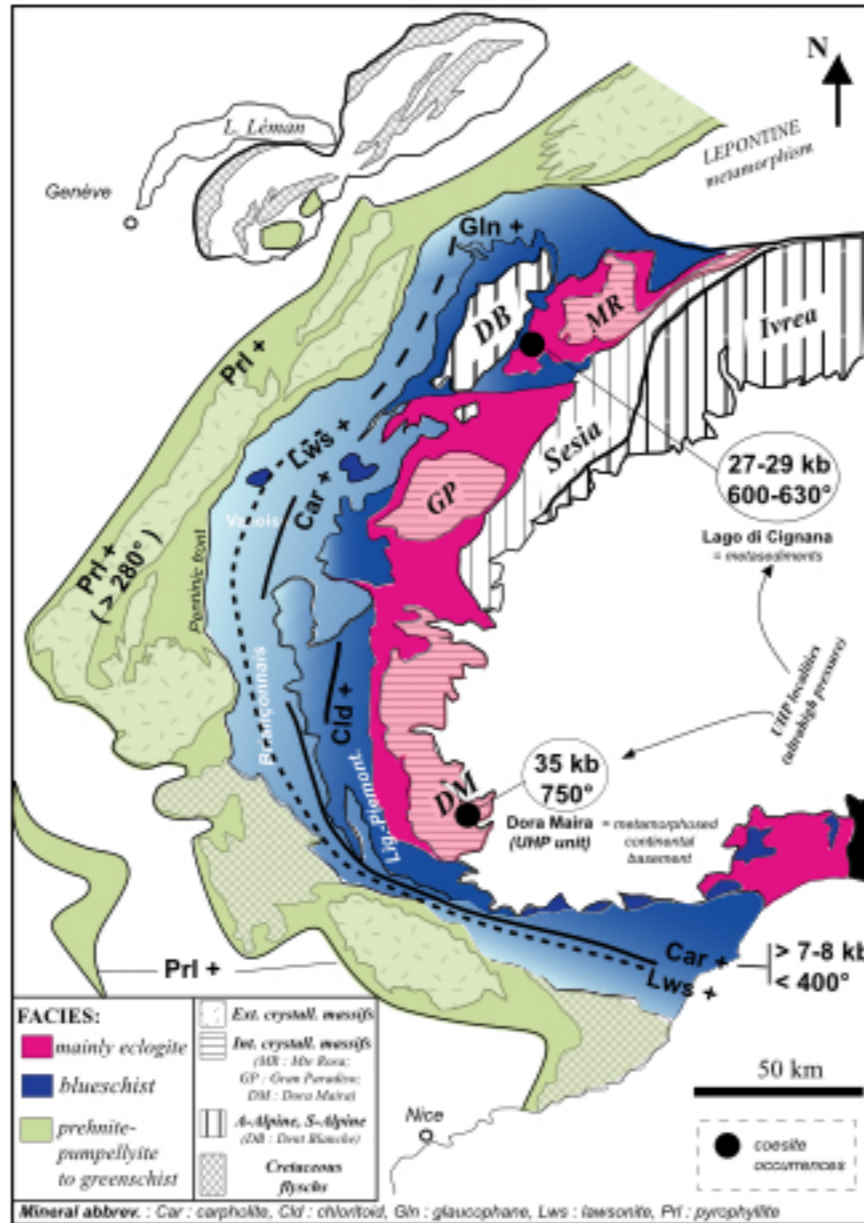 N
L. Léman
Genève
LEPONTINE
metamorphism
Gln +
DB
MR
Ivrea
Prl +
Lws +
Sesia
27-29 kb
600-630°
Car +
GP
Lago di Cignana
= metasediments
Prl +
( > 280° )
Penninic front
Briançonnais
Cld +
UHP localities
(ultrahigh pressure)
35 kb
750°
DM
Dora Maira
(UHP unit)
= metamorphosed
continental
basement
Lig.-Piemont.
Prl +
Car +
Lws +
> 7-8 kb
< 400°
FACIES:
mainly eclogite
blueschist
prehnite-
pumpellyite
to greenschist
Ext. crystall. massifs
Int. crystall. massifs
(MR : Mte Rosa;
GP : Gran Paradiso;
DM : Dora Maira)
A-Alpine, S-Alpine
(DB : Dent Blanche)
Cretaceous
flyschs
Nice
50 km
coesite
occurrences
Mineral abbrev. : Car : carpholite, Cld : chloritoid, Gln : glaucophane, Lws : lawsonite, Prl : pyrophyllite